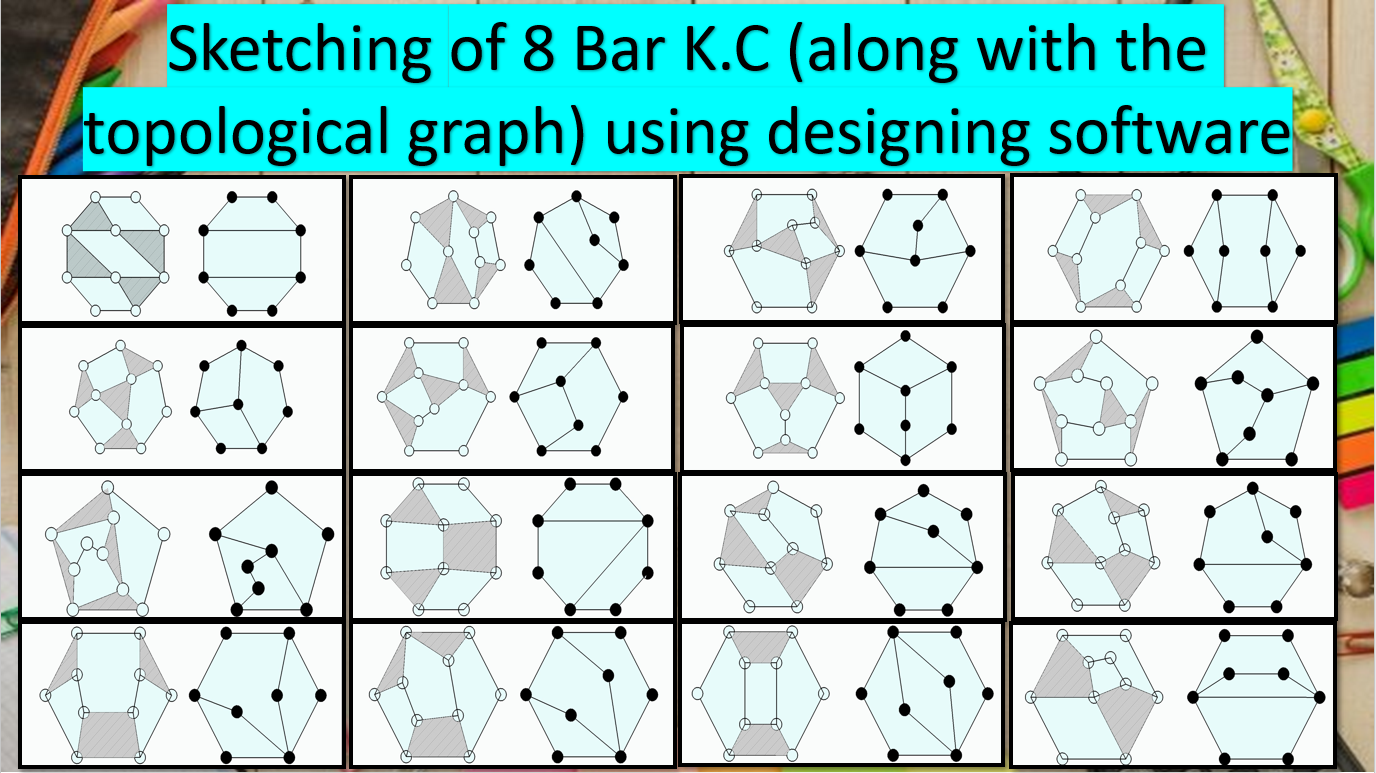 Sketching of 8 Bar K.C (along with the
topological graph) using designing software